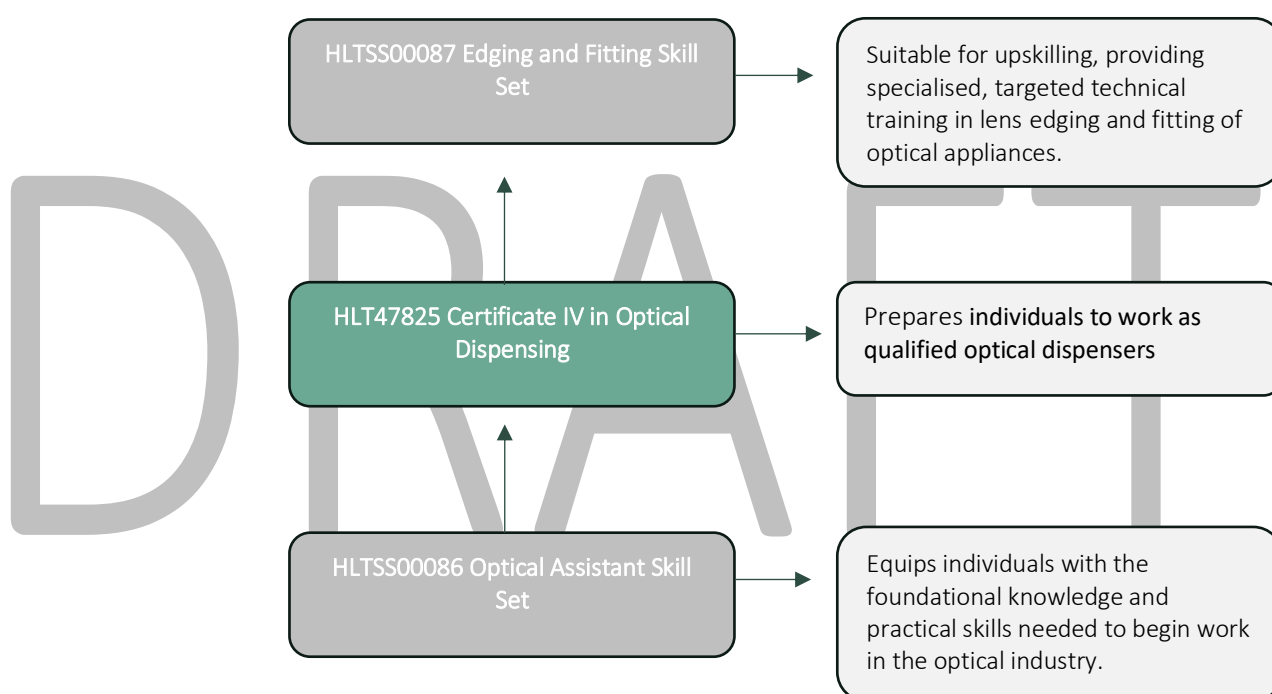 HLTSS00087 Edging and Fitting Skill
Set
Suitable for upskilling, providing
specialised, targeted technical
training in lens edging and fitting of
optical appliances.
DRAFT
HLT47825 Certificate IV in Optical
Dispensing
Prepares individuals to work as
qualified optical dispensers
HLTSS00086 Optical Assistant Skill
Set
Equips individuals with the
foundational knowledge and
practical skills needed to begin work
in the optical industry.